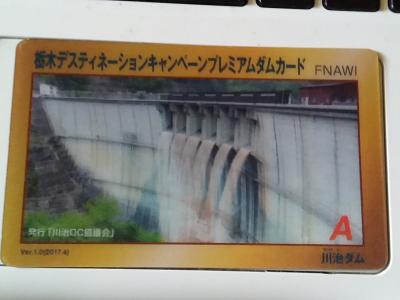 栃木デスティネーションキャンペーンプレミアムダムカード FNAWI
A
発行「川治DC協議会」
川治ダム
Ver.1.0(2017.4)